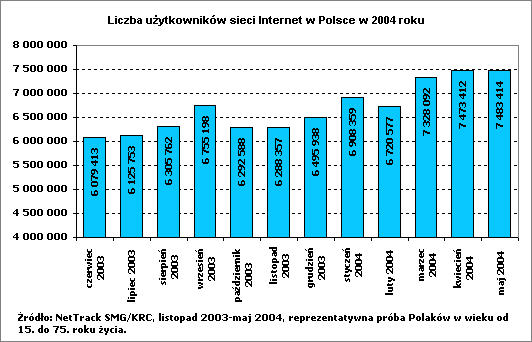 Liczba użytkowników sieci Internet w Polsce w 2004 roku
8 000 000
7 500 000
7 000 000
6 500 000
6 000 000
5 500 000
5 000 000
4 500 000
4 000 000
6 079 413
6 125 753
6 305 762
6 755 198
6 292 588
6 288 357
6 495 938
6 908 359
6 720 577
7 328 092
7 473 412
7 483 414
czerwiec
2003
lipiec 2003
sierpień
2003
wrzesień
2003
październik
2003
listopad
2003
grudzień
2003
styczeń
2004
luty 2004
marzec
2004
kwiecień
2004
maj 2004
Źródło: NetTrack SMG/KRC, listopad 2003-maj 2004, reprezentatywna próba Polaków w wieku od
15. do 75. roku życia.